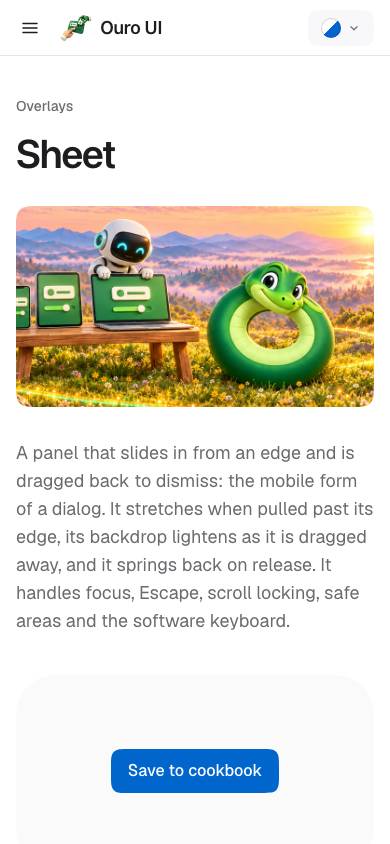 Ouro UI
Overlays
Sheet
A panel that slides in from an edge and is
dragged back to dismiss: the mobile form
of a dialog. It stretches when pulled past its
edge, its backdrop lightens as it is dragged
away, and it springs back on release. It
handles focus, Escape, scroll locking, safe
areas and the software keyboard.
Save to cookbook